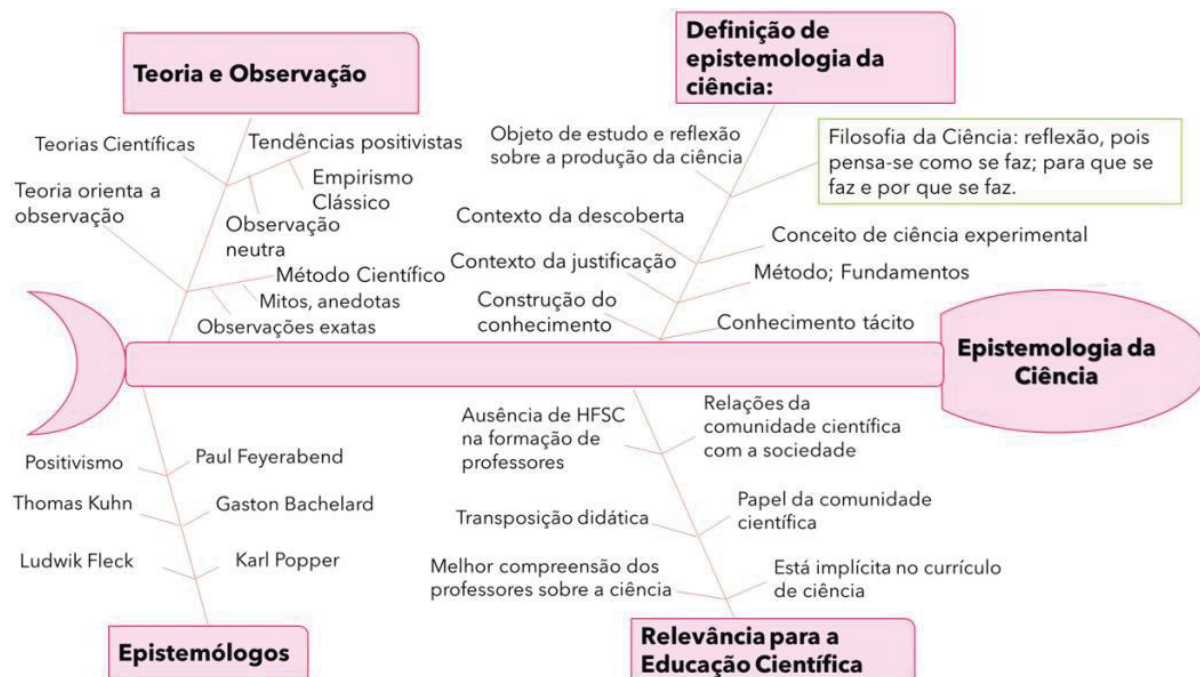 Teoria e Observação
Teorias Científicas
Tendências positivistas
Teoria orienta a
observação
Empirismo
Clássico
Observação
neutra
Método Científico
Mitos, anedotas
Observações exatas
Definição de
epistemologia da
ciência:
Objeto de estudo e reflexão
sobre a produção da ciência
Filosofia da Ciência: reflexão, pois
pensa-se como se faz; para que se
faz e por que se faz.
Contexto da descoberta
Conceito de ciência experimental
Contexto da justificação
Método; Fundamentos
Construção do
conhecimento
Conhecimento tácito
Epistemologia da
Ciência
Positivismo
Paul Feyerabend
Thomas Kuhn
Gaston Bachelard
Ludwik Fleck
Karl Popper
Epistemólogos
Ausência de HFSC
na formação de
professores
Relações da
comunidade científica
com a sociedade
Transposição didática
Papel da comunidade
científica
Melhor compreensão dos
professores sobre a ciência
Está implícita no currículo
de ciência
Relevância para a
Educação Científica